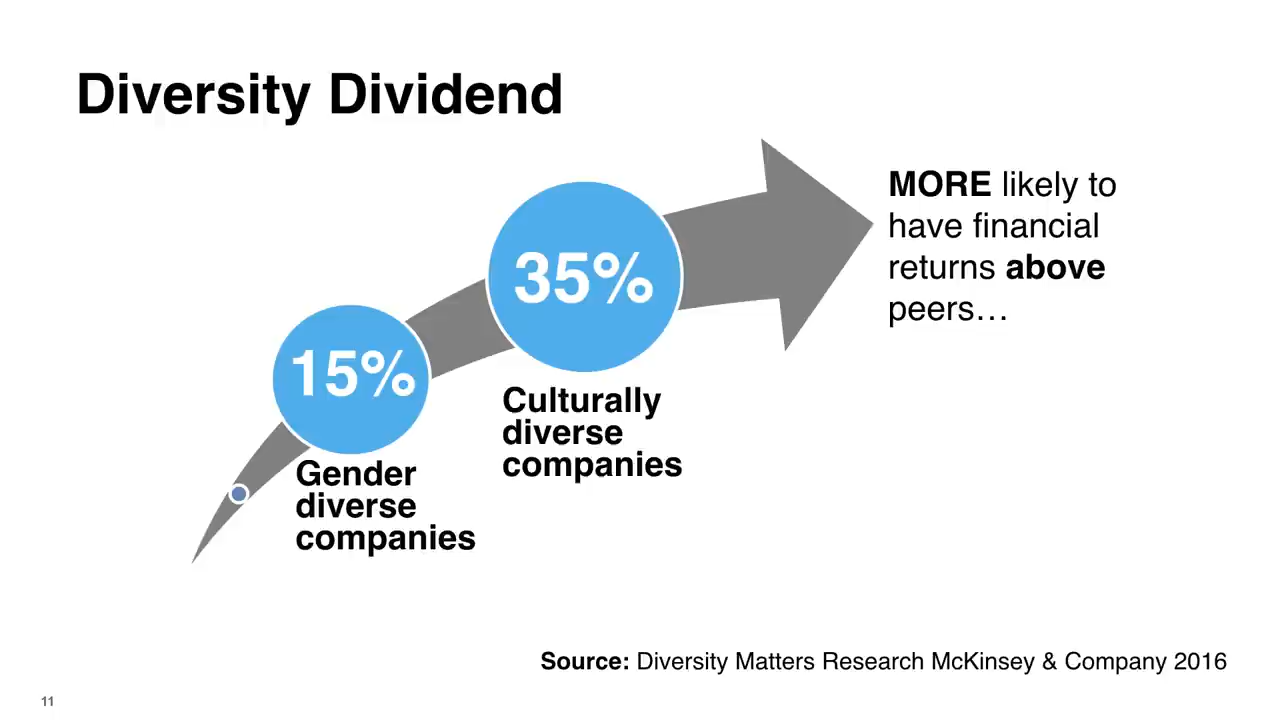 Diversity Dividend
15%
Gender
diverse
companies
35%
Culturally
diverse
companies
MORE likely to
have financial
returns above
peers…
Source: Diversity Matters Research McKinsey & Company 2016
11